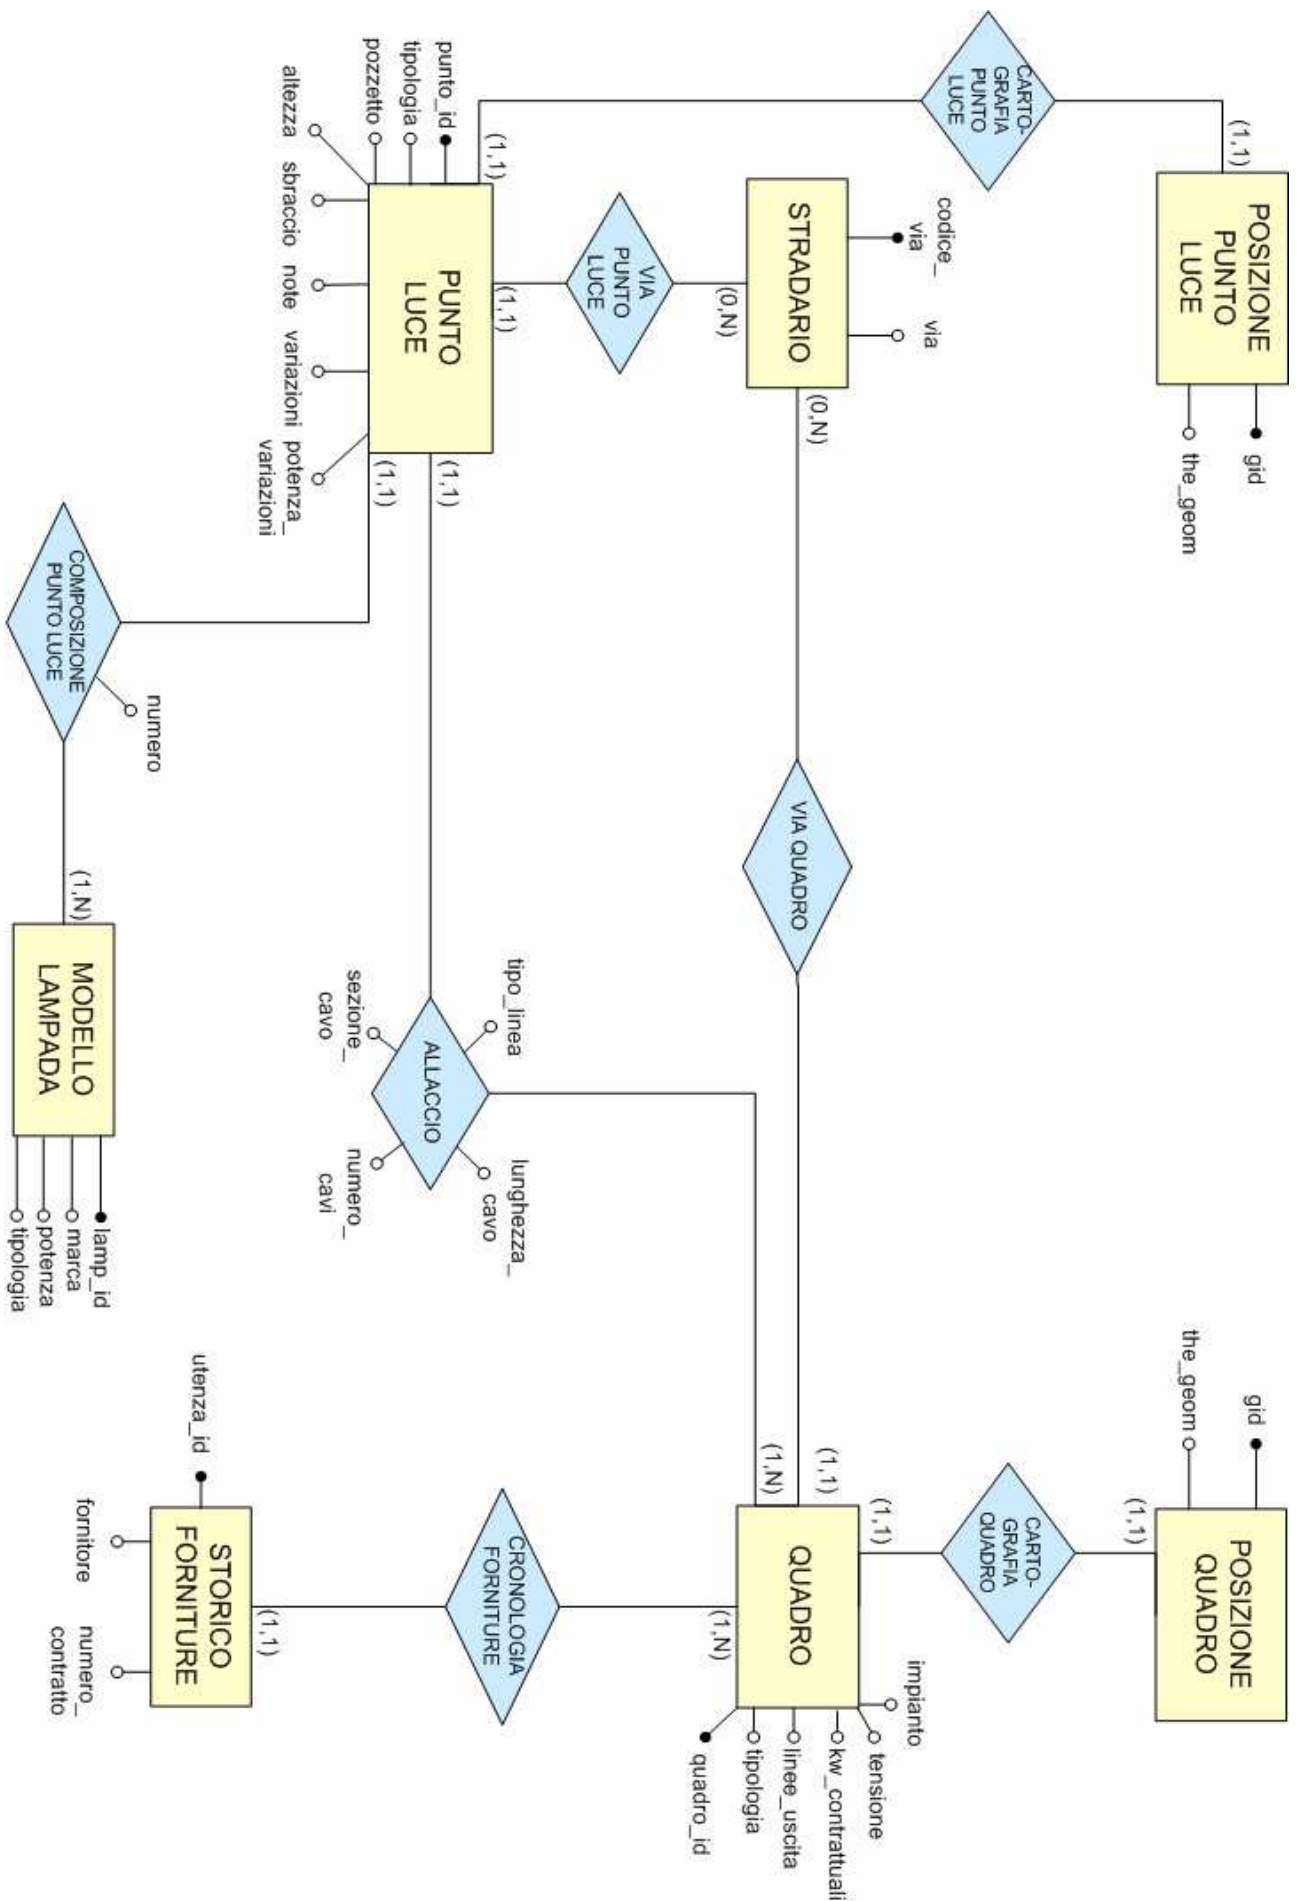 POSIZIONE
PUNTO
LUCE
gid
the_geom
(1,1)
CARTO-
GRAFIA
PUNTO
LUCE
(1,1)
STRADARIO
codice_
via
via
(0,N)
(0,N)
VIA
PUNTO
LUCE
(1,1)
PUNTO
LUCE
punto_id
tipologia
pozzetto
altezza
sbraccio
note
variazioni
potenza_
variazioni
(1,1)
(1,1)
COMPOSIZIONE
PUNTO LUCE
numero
(1,N)
MODELLO
LAMPADA
lamp_id
marca
potenza
tipologia
VIA QUADRO
ALLACCIO
tipo_linea
sezione_
cavo
lunghezza_
cavo
numero_
cavi
(1,N)
(1,1)
(1,1)
POSIZIONE
QUADRO
gid
the_geom
(1,1)
CARTO-
GRAFIA
QUADRO
QUADRO
impianto
tensione
kw_contrattuali
linee_uscita
tipologia
quadro_id
(1,N)
CRONOLOGIA
FORNITURE
(1,1)
STORICO
FORNITURE
utenza_id
fornitore
numero_
contratto